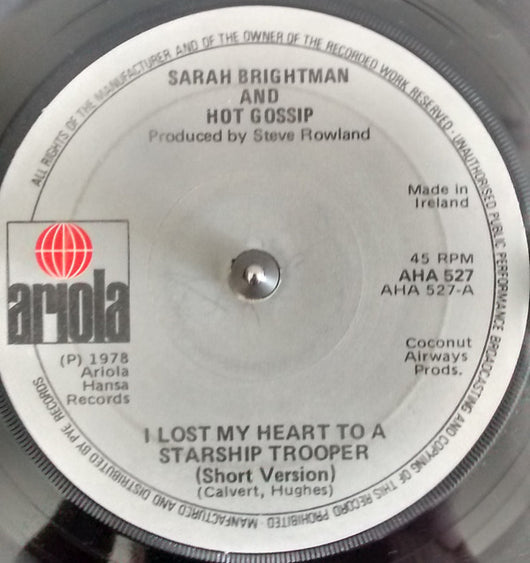 SARAH BRIGHTMAN
AND
HOT GOSSIP
Produced by Steve Rowland
Made in
Ireland
45 RPM
AHA 527
AHA 527-A
ariola
(P) 1978
Ariola
Hansa
Records
Coconut
Airways
Prods.
I LOST MY HEART TO A
STARSHIP TROOPER
(Short Version)
(Calvert, Hughes)
ALL RIGHTS OF THE MANUFACTURER AND OF THE OWNER OF THE RECORDED WORK RESERVED · UNAUTHORISED PUBLIC PERFORMANCE BROADCASTING AND COPYING OF THIS RECORD PROHIBITED · MANFACTURED AND DISTRIBUTED BY PYE RECORDS